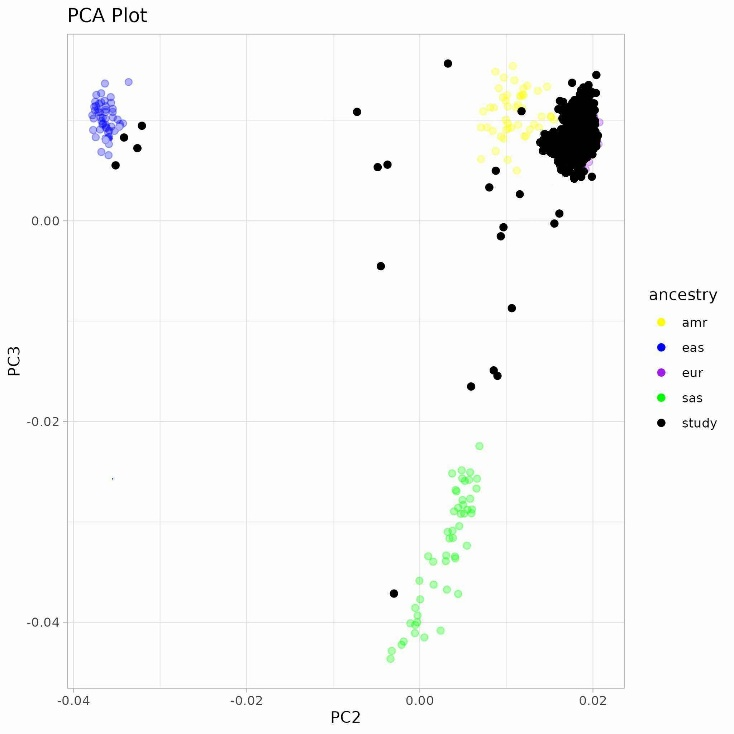 PCA Plot
0.00
-0.02
-0.04
PC3
-0.04
-0.02
0.00
0.02
PC2
ancestry
amr
eas
eur
sas
study